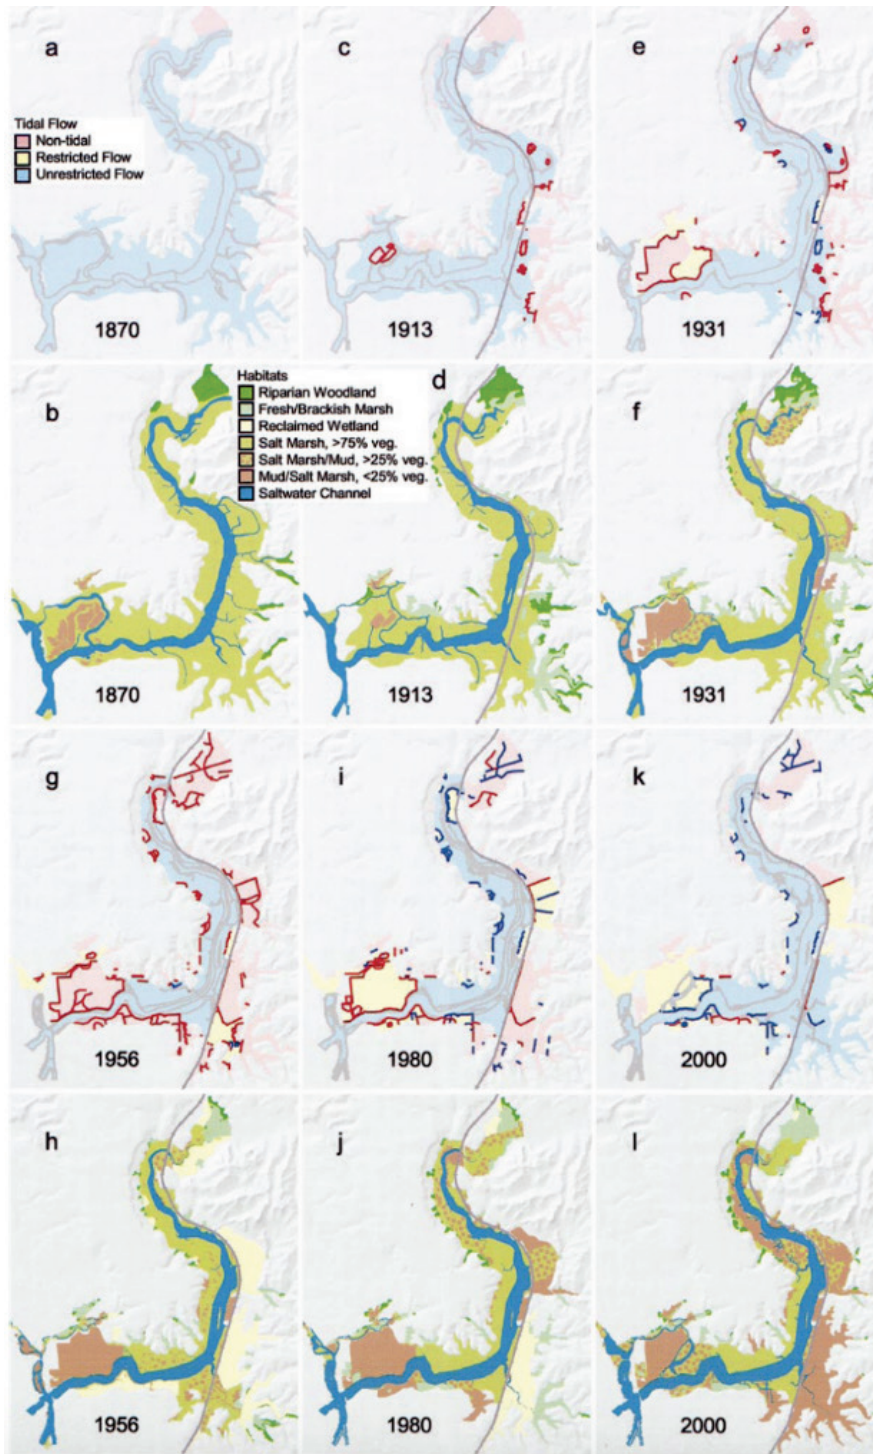 a
c
e
Tidal Flow
Non-tidal
Restricted Flow
Unrestricted Flow
1870
1913
1931
Habitats
Riparian Woodland
Fresh/Brackish Marsh
Reclaimed Wetland
Salt Marsh, >75% veg.
Salt Marsh/Mud, >25% veg.
Mud/Salt Marsh, <25% veg.
Saltwater Channel
b
d
f
1870
1913
1931
g
i
k
1956
1980
2000
h
j
l
1956
1980
2000